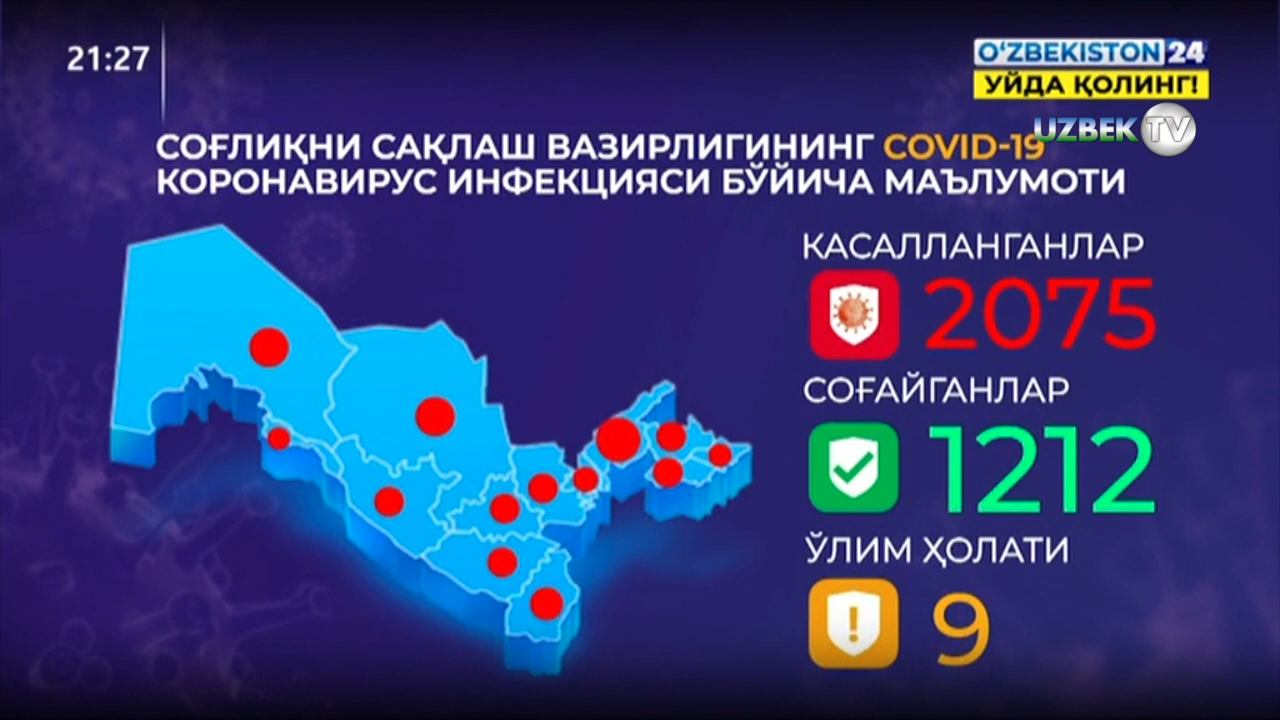 21:27
O‘ZBEKISTON 24
УЙДА ҚОЛИНГ!
UZBEK TV
СОҒЛИҚНИ САҚЛАШ ВАЗИРЛИГИНИНГ COVID-19
КОРОНАВИРУС ИНФЕКЦИЯСИ БЎЙИЧА МАЪЛУМОТИ
КАСАЛЛАНГАНЛАР
2075
СОҒАЙГАНЛАР
1212
ЎЛИМ ҲОЛАТИ
9